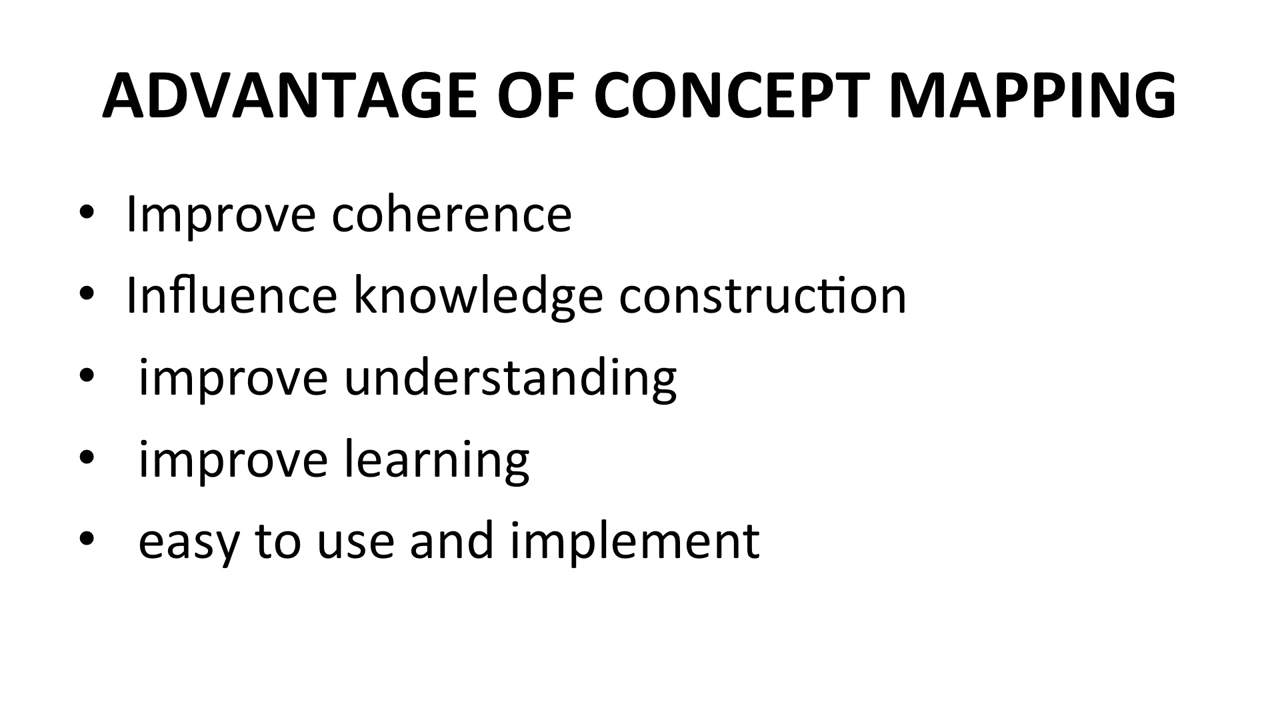 ADVANTAGE OF CONCEPT MAPPING
• Improve coherence
• Influence knowledge construction
• improve understanding
• improve learning
• easy to use and implement